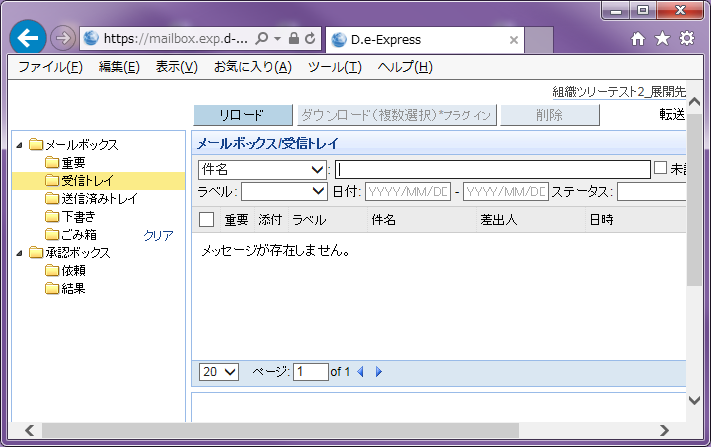 https://mailbox.exp.d-...
D.e-Express
ファイル(F) 編集(E) 表示(V) お気に入り(A) ツール(T) ヘルプ(H)
組織ツリーテスト2_展開先
リロード ダウンロード(複数選択)*プラグイン 削除 転送
メールボックス
重要
受信トレイ
送信済みトレイ
下書き
ごみ箱 クリア
承認ボックス
依頼
結果
メールボックス/受信トレイ
件名 :
ラベル: 日付: YYYY/MM/DD - YYYY/MM/DD ステータス:
重要 添付 ラベル 件名 差出人 日時
メッセージが存在しません。
20 ページ: 1 of 1